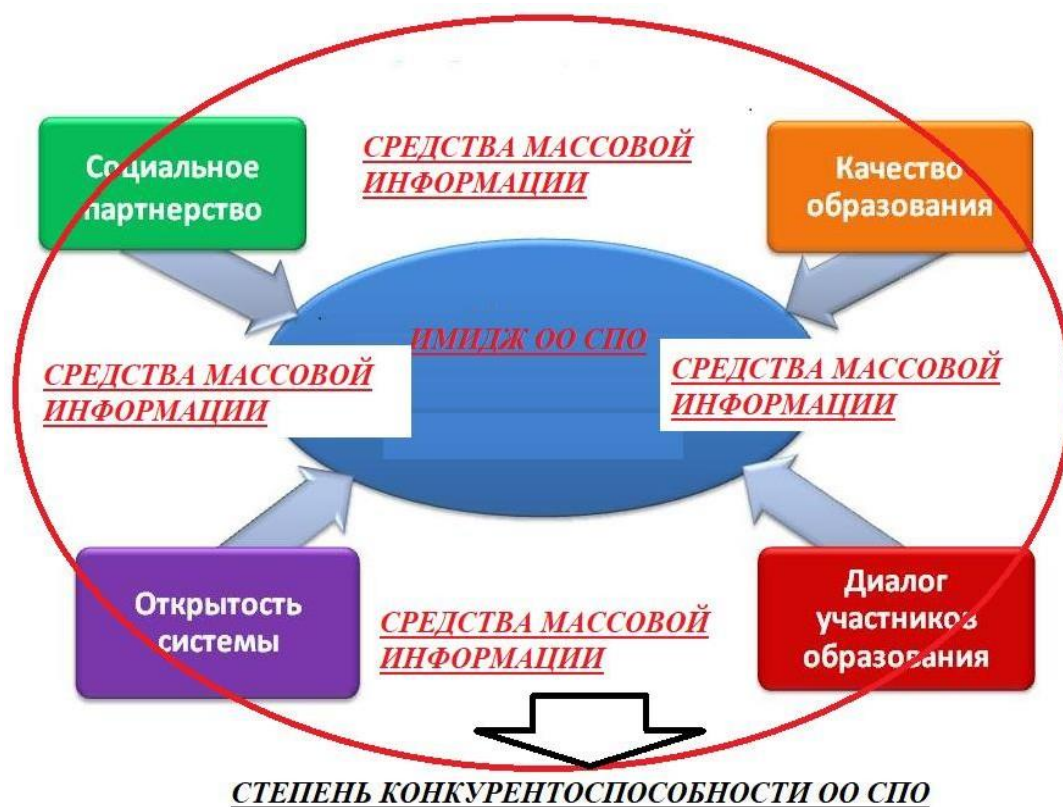 СРЕДСТВА МАССОВОЙ
ИНФОРМАЦИИ
Социальное
партнерство
Качество
образования
ИМИДЖ ОО СПО
СРЕДСТВА МАССОВОЙ
ИНФОРМАЦИИ
СРЕДСТВА МАССОВОЙ
ИНФОРМАЦИИ
Открытость
системы
СРЕДСТВА МАССОВОЙ
ИНФОРМАЦИИ
Диалог
участников
образования
СТЕПЕНЬ КОНКУРЕНТОСПОСОБНОСТИ ОО СПО